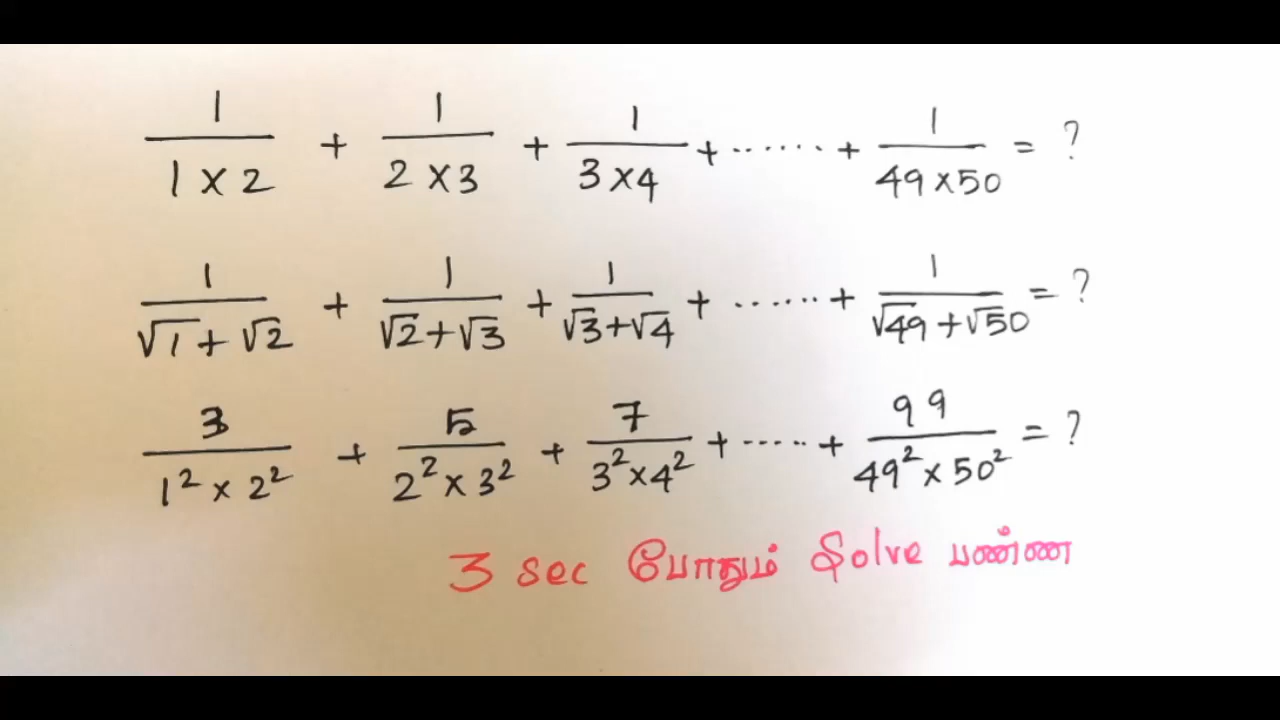 1/(1 × 2) + 1/(2 × 3) + 1/(3 × 4) + ...... + 1/(49 × 50) = ?
1/(√1 + √2) + 1/(√2 + √3) + 1/(√3 + √4) + ...... + 1/(√49 + √50) = ?
3/(1² × 2²) + 5/(2² × 3²) + 7/(3² × 4²) + ..... + 99/(49² × 50²) = ?
3 sec போதும் Solve பண்ண